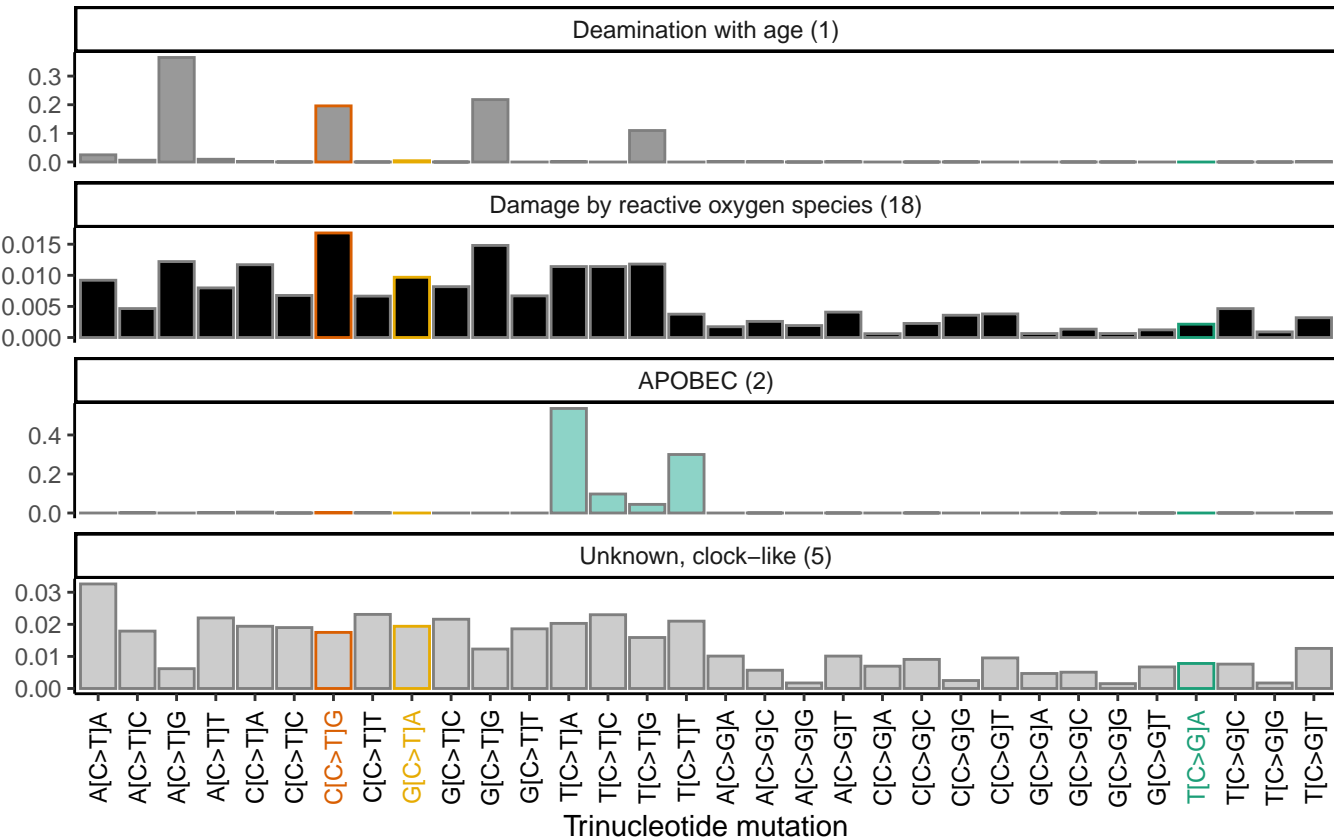 Deamination with age (1)
0.3
0.2
0.1
0.0
Damage by reactive oxygen species (18)
0.015
0.010
0.005
0.000
APOBEC (2)
0.4
0.2
0.0
Unknown, clock−like (5)
0.03
0.02
0.01
0.00
A[C>T]A
A[C>T]C
A[C>T]G
A[C>T]T
C[C>T]A
C[C>T]C
C[C>T]G
C[C>T]T
G[C>T]A
G[C>T]C
G[C>T]G
G[C>T]T
T[C>T]A
T[C>T]C
T[C>T]G
T[C>T]T
A[C>G]A
A[C>G]C
A[C>G]G
A[C>G]T
C[C>G]A
C[C>G]C
C[C>G]G
C[C>G]T
G[C>G]A
G[C>G]C
G[C>G]G
G[C>G]T
T[C>G]A
T[C>G]C
T[C>G]G
T[C>G]T
Trinucleotide mutation